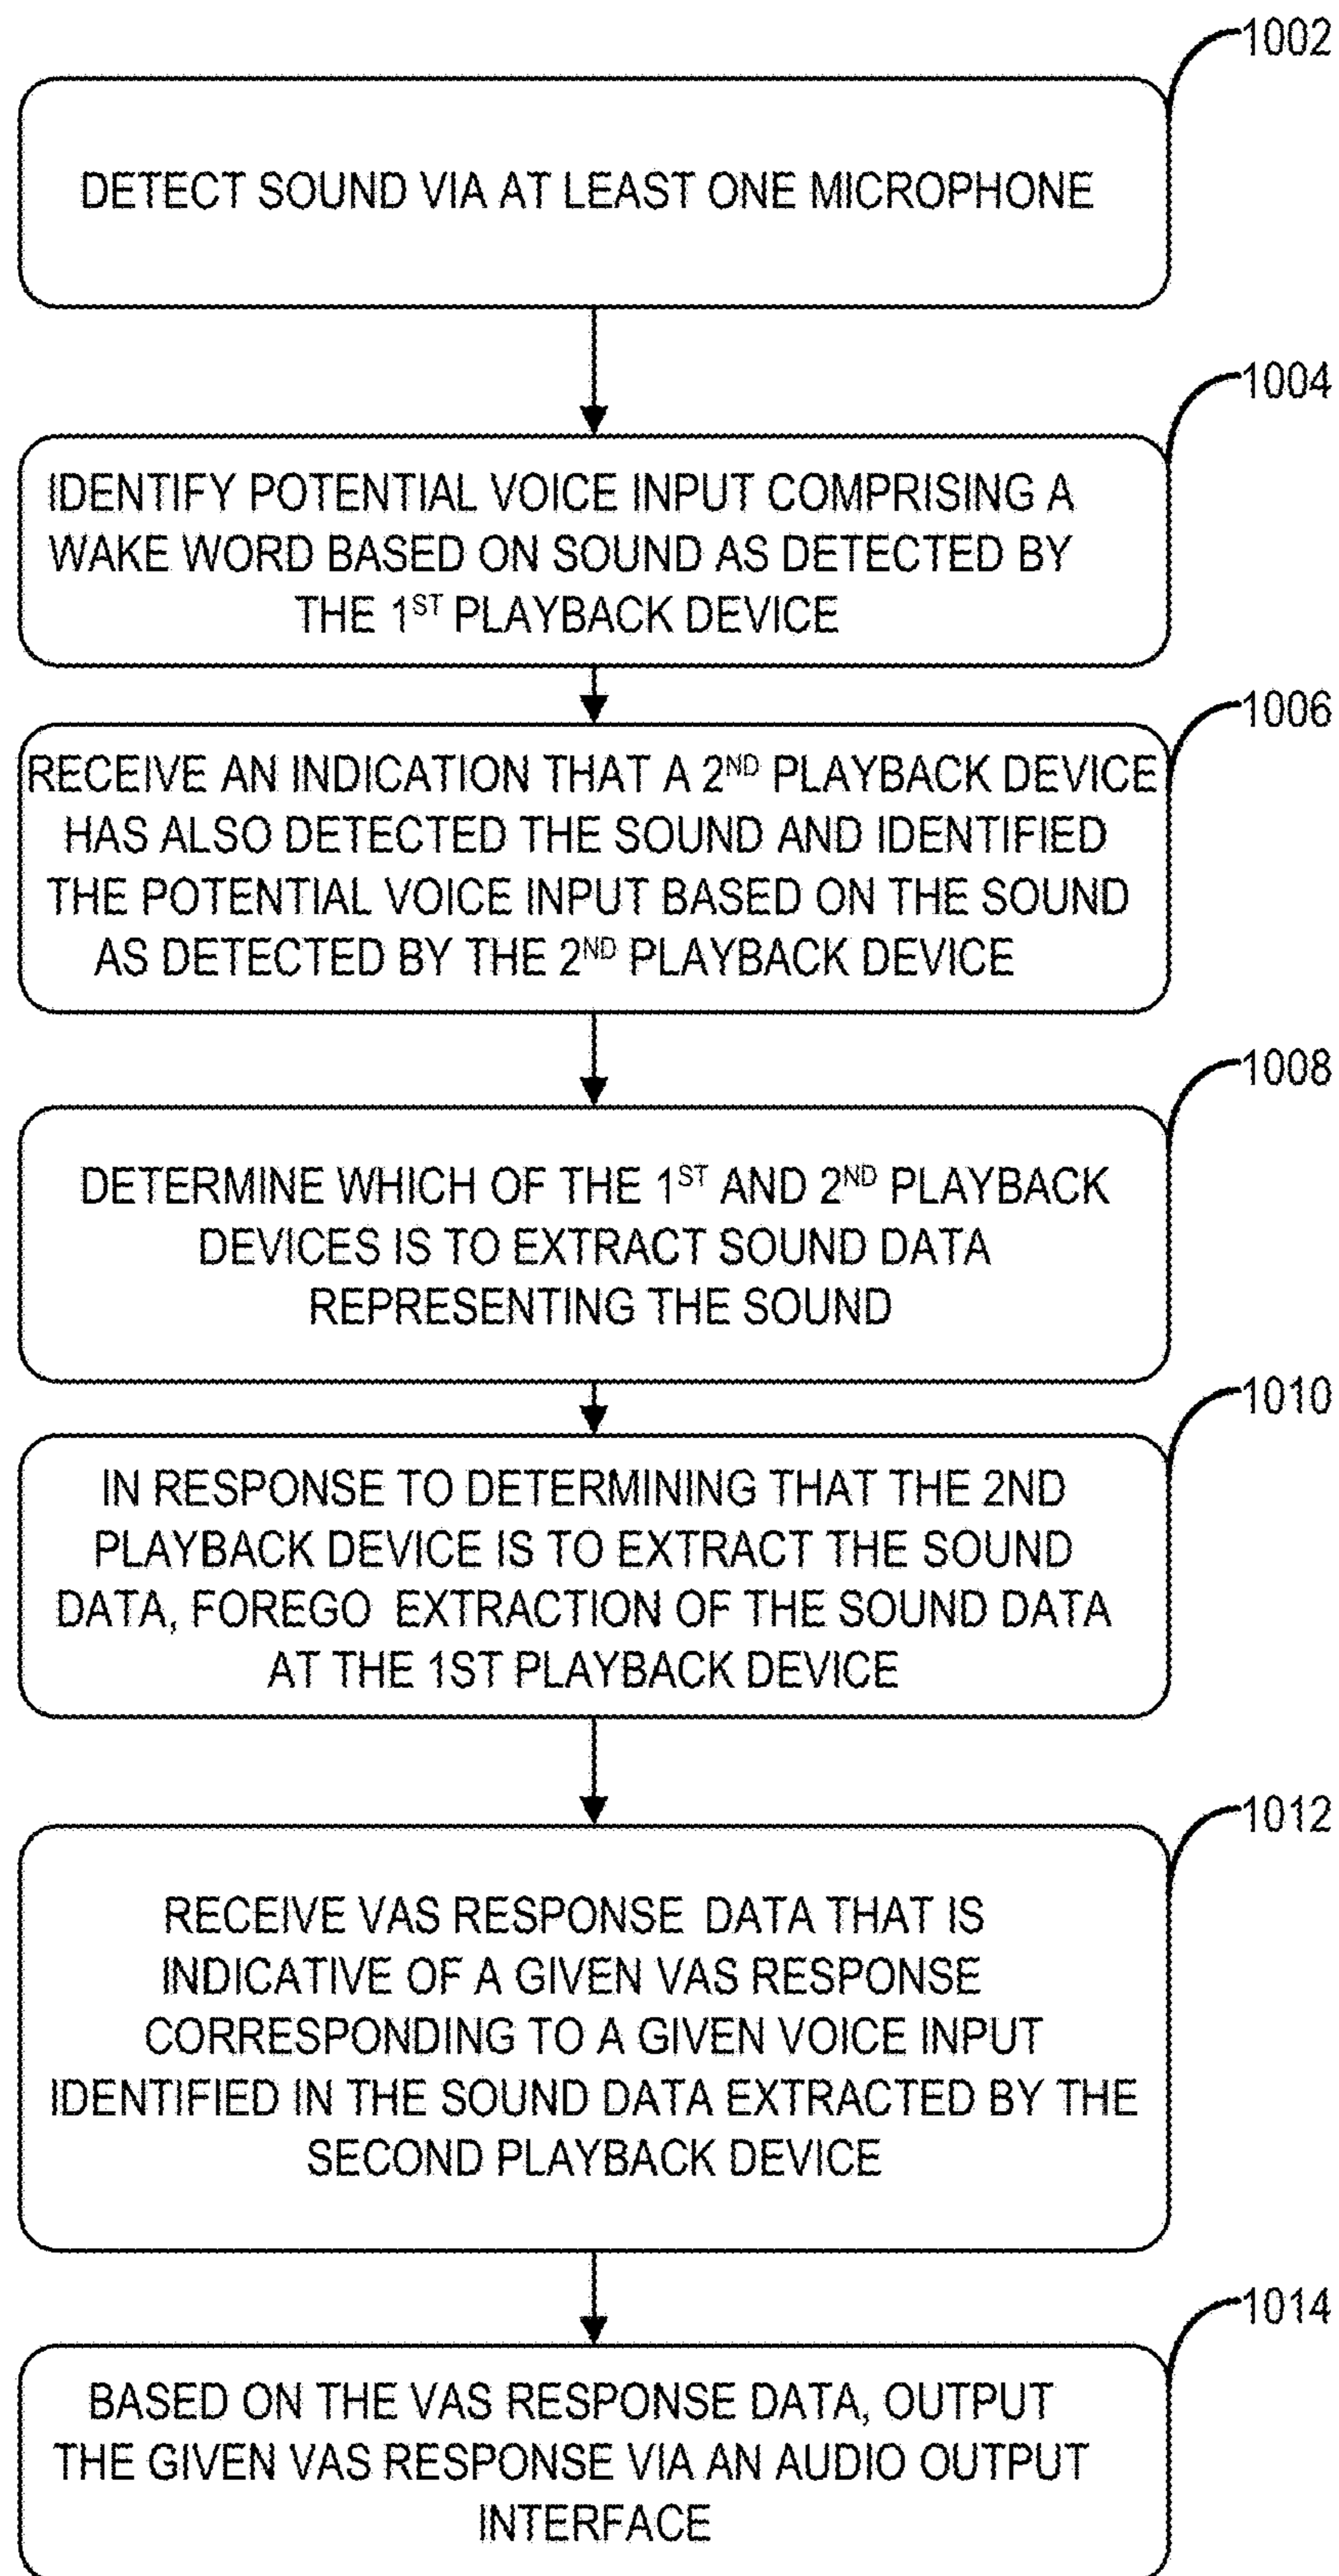 1002
DETECT SOUND VIA AT LEAST ONE MICROPHONE
1004
IDENTIFY POTENTIAL VOICE INPUT COMPRISING A
WAKE WORD BASED ON SOUND AS DETECTED BY
THE 1ST PLAYBACK DEVICE
1006
RECEIVE AN INDICATION THAT A 2ND PLAYBACK DEVICE
HAS ALSO DETECTED THE SOUND AND IDENTIFIED
THE POTENTIAL VOICE INPUT BASED ON THE SOUND
AS DETECTED BY THE 2ND PLAYBACK DEVICE
1008
DETERMINE WHICH OF THE 1ST AND 2ND PLAYBACK
DEVICES IS TO EXTRACT SOUND DATA
REPRESENTING THE SOUND
1010
IN RESPONSE TO DETERMINING THAT THE 2ND
PLAYBACK DEVICE IS TO EXTRACT THE SOUND
DATA, FOREGO EXTRACTION OF THE SOUND DATA
AT THE 1ST PLAYBACK DEVICE
1012
RECEIVE VAS RESPONSE DATA THAT IS
INDICATIVE OF A GIVEN VAS RESPONSE
CORRESPONDING TO A GIVEN VOICE INPUT
IDENTIFIED IN THE SOUND DATA EXTRACTED BY THE
SECOND PLAYBACK DEVICE
1014
BASED ON THE VAS RESPONSE DATA, OUTPUT
THE GIVEN VAS RESPONSE VIA AN AUDIO OUTPUT
INTERFACE